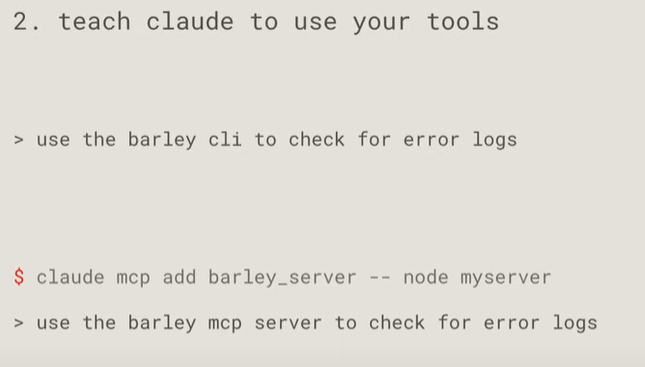 2. teach claude to use your tools
> use the barley cli to check for error logs
$ claude mcp add barley_server -- node myserver
> use the barley mcp server to check for error logs